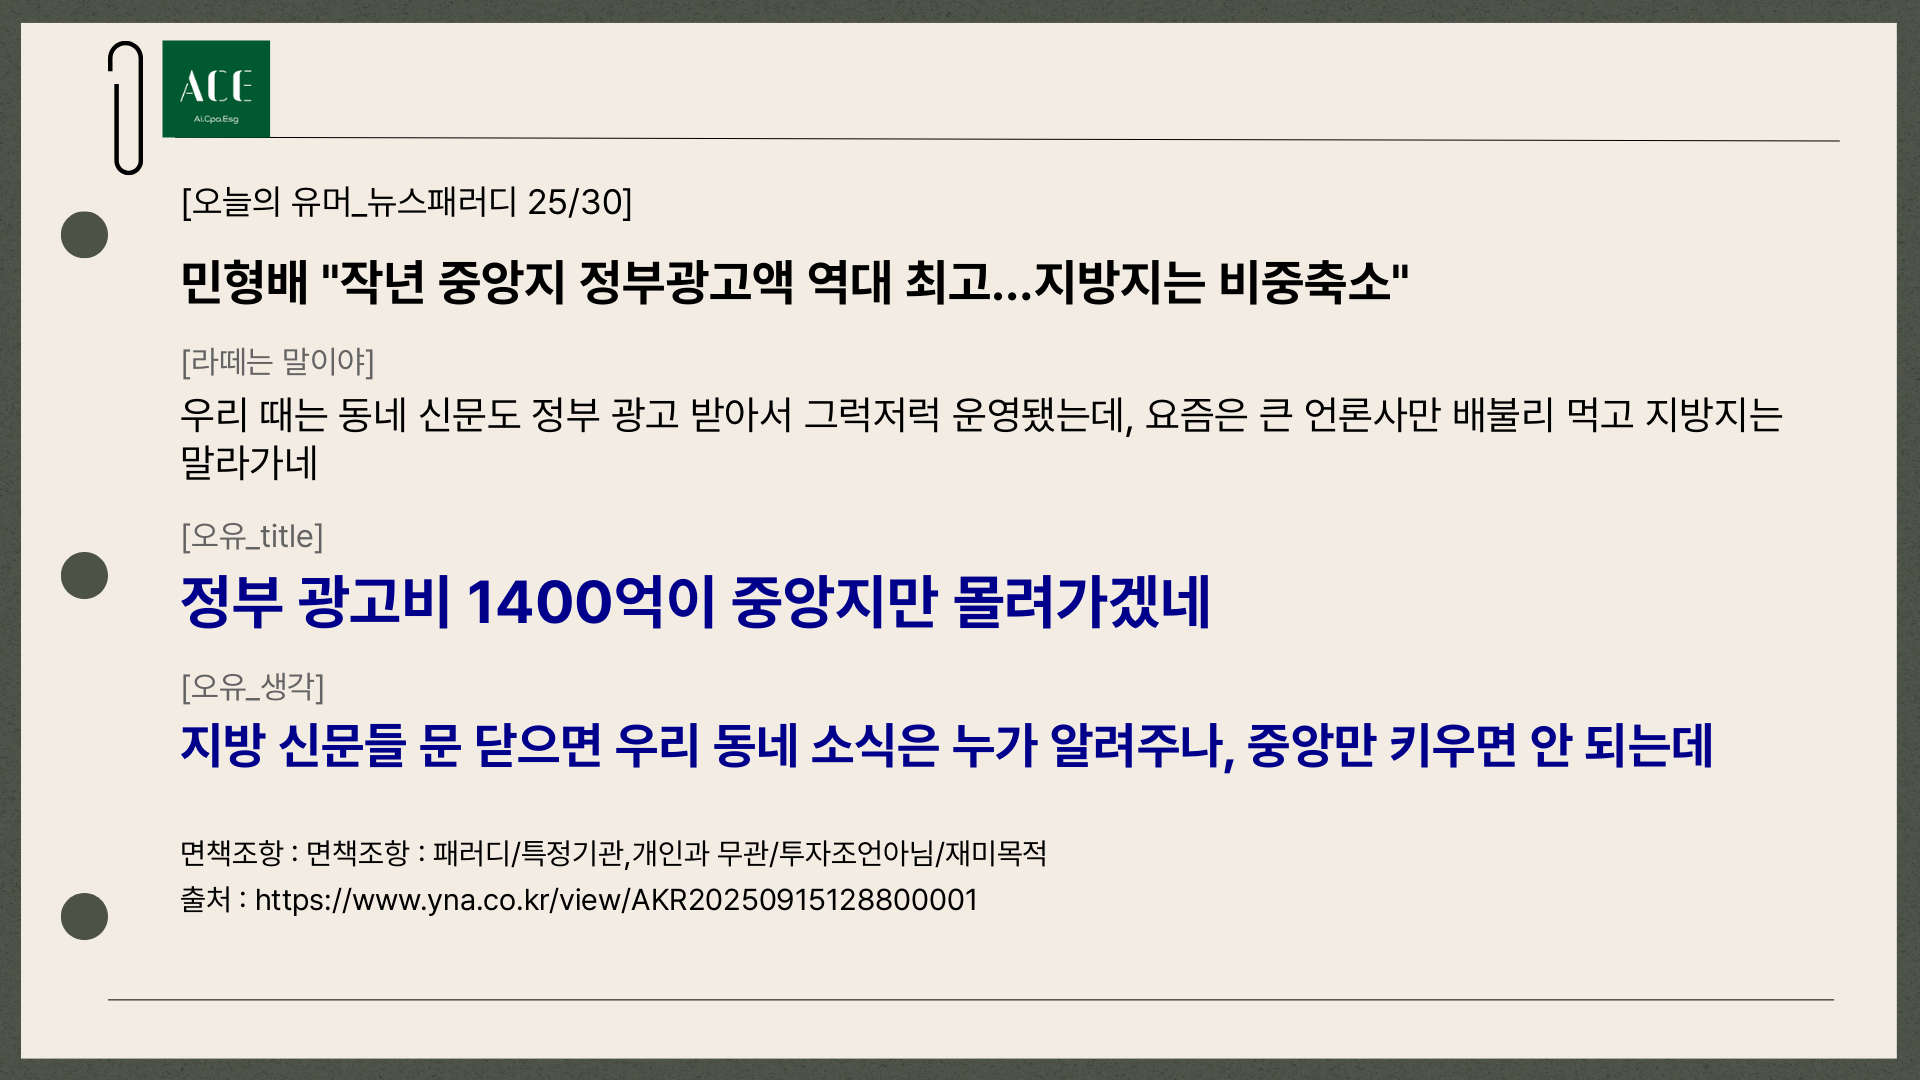 ACE
Ai.Cpa.Esg
[오늘의 유머_뉴스패러디 25/30]
민형배 "작년 중앙지 정부광고액 역대 최고…지방지는 비중축소"
[라떼는 말이야]
우리 때는 동네 신문도 정부 광고 받아서 그럭저럭 운영됐는데, 요즘은 큰 언론사만 배불리 먹고 지방지는
말라가네
[오유_title]
정부 광고비 1400억이 중앙지만 몰려가겠네
[오유_생각]
지방 신문들 문 닫으면 우리 동네 소식은 누가 알려주나, 중앙만 키우면 안 되는데
면책조항 : 면책조항 : 패러디/특정기관,개인과 무관/투자조언아님/재미목적
출처 : https://www.yna.co.kr/view/AKR20250915128800001